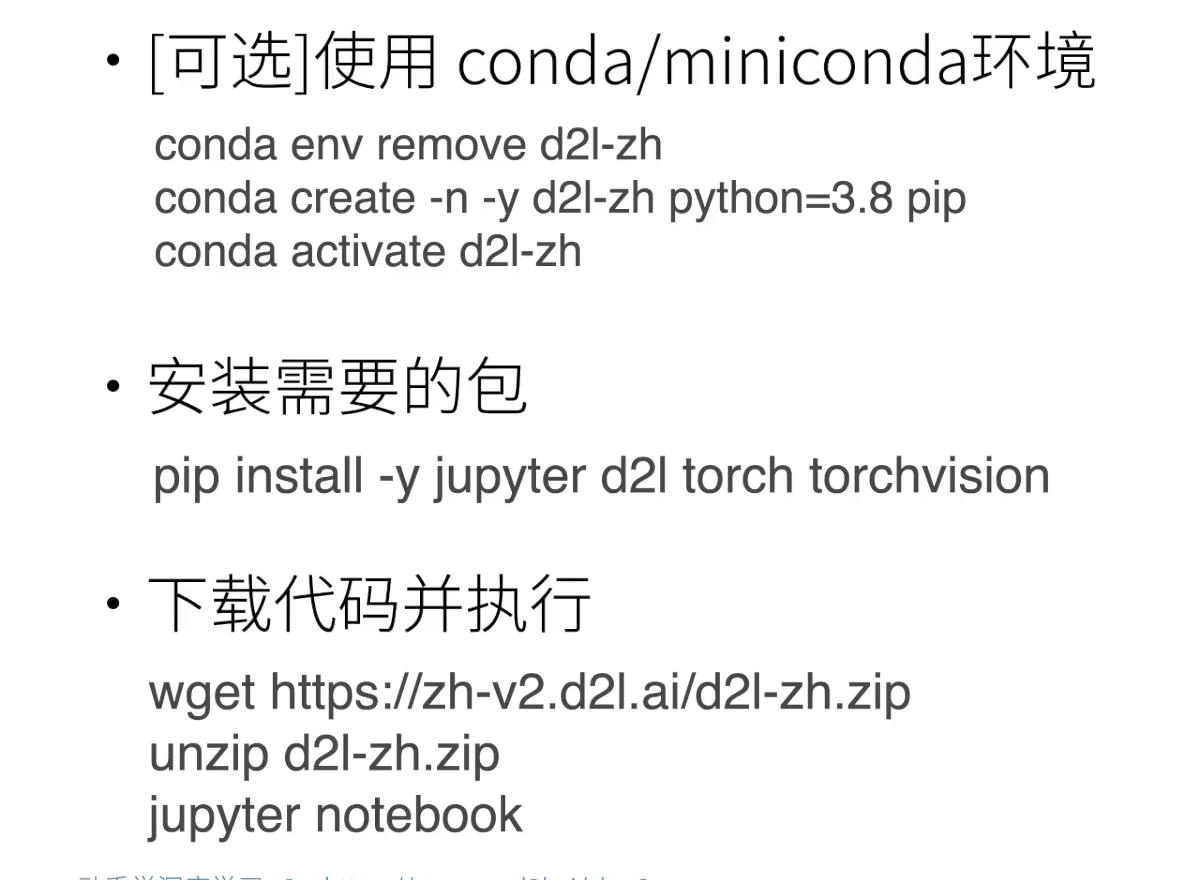 • [可选]使用 conda/miniconda环境
conda env remove d2l-zh
conda create -n -y d2l-zh python=3.8 pip
conda activate d2l-zh
• 安装需要的包
pip install -y jupyter d2l torch torchvision
• 下载代码并执行
wget https://zh-v2.d2l.ai/d2l-zh.zip
unzip d2l-zh.zip
jupyter notebook